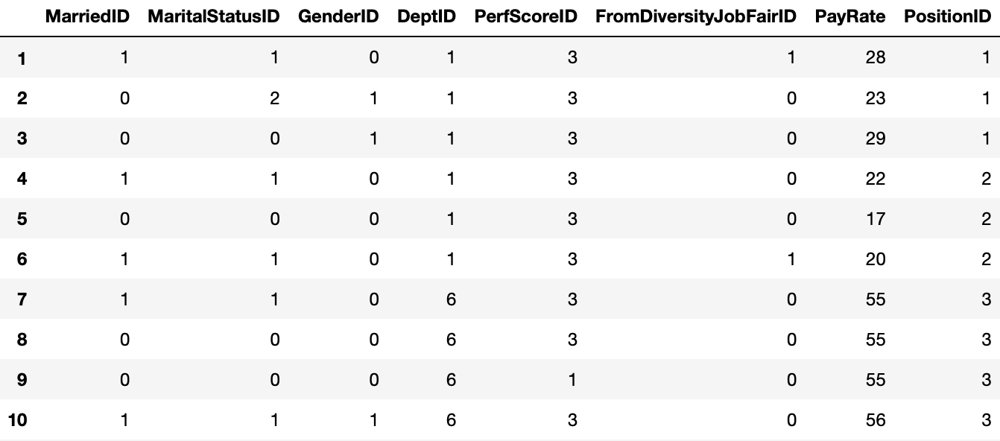 MarriedID MaritalStatusID GenderID DeptID PerfScoreID FromDiversityJobFairID PayRate PositionID
1 1 1 0 1 3 1 28 1
2 0 2 1 1 3 0 23 1
3 0 0 1 1 3 0 29 1
4 1 1 0 1 3 0 22 2
5 0 0 0 1 3 0 17 2
6 1 1 0 1 3 1 20 2
7 1 1 0 6 3 0 55 3
8 0 0 0 6 3 0 55 3
9 0 0 0 6 1 0 55 3
10 1 1 1 6 3 0 56 3